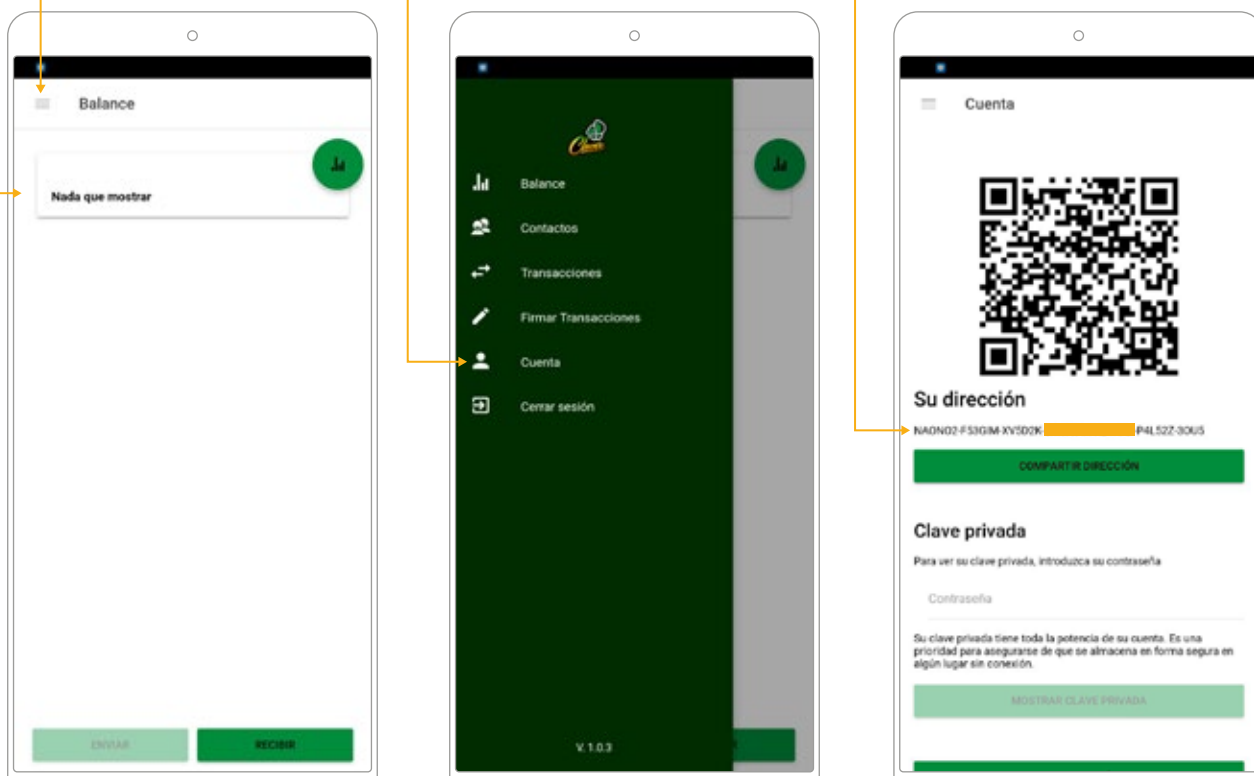 Balance
Nada que mostrar
ENVIAR
RECIBIR
Clover
Balance
Contactos
Transacciones
Firmar Transacciones
Cuenta
Cerrar sesión
V. 1.0.3
Cuenta
Su dirección
NAONO2-F53GIM-XV5D2K- -P4L52Z-3OU5
COMPARTIR DIRECCIÓN
Clave privada
Para ver su clave privada, introduzca su contraseña
Contraseña
Su clave privada tiene toda la potencia de su cuenta. Es una
prioridad para asegurarse de que se almacena en forma segura en
algún lugar sin conexión.
MOSTRAR CLAVE PRIVADA